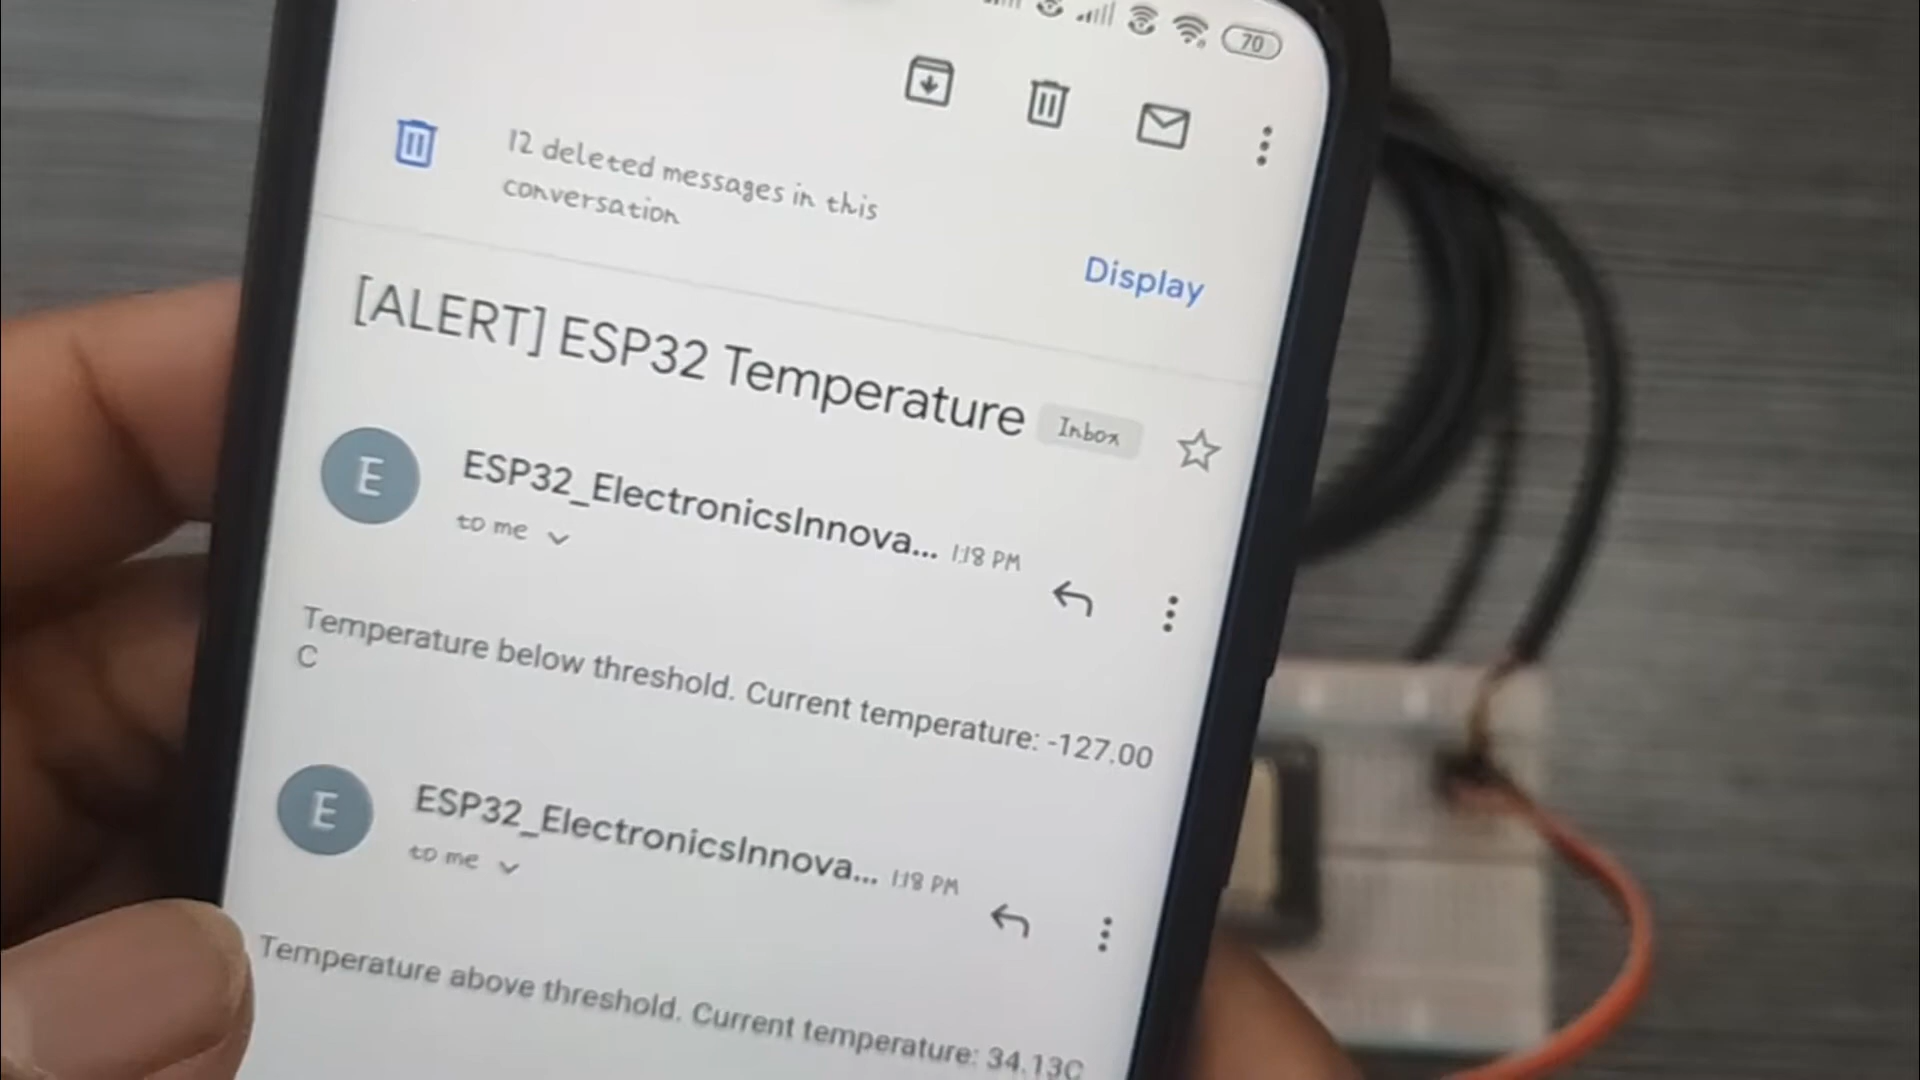 70
12 deleted messages in this
conversation
Display
[ALERT] ESP32 Temperature Inbox
E
ESP32_ElectronicsInnova... 1:18 PM
to me
Temperature below threshold. Current temperature: -127.00
C
E
ESP32_ElectronicsInnova... 1:18 PM
to me
Temperature above threshold. Current temperature: 34.13C